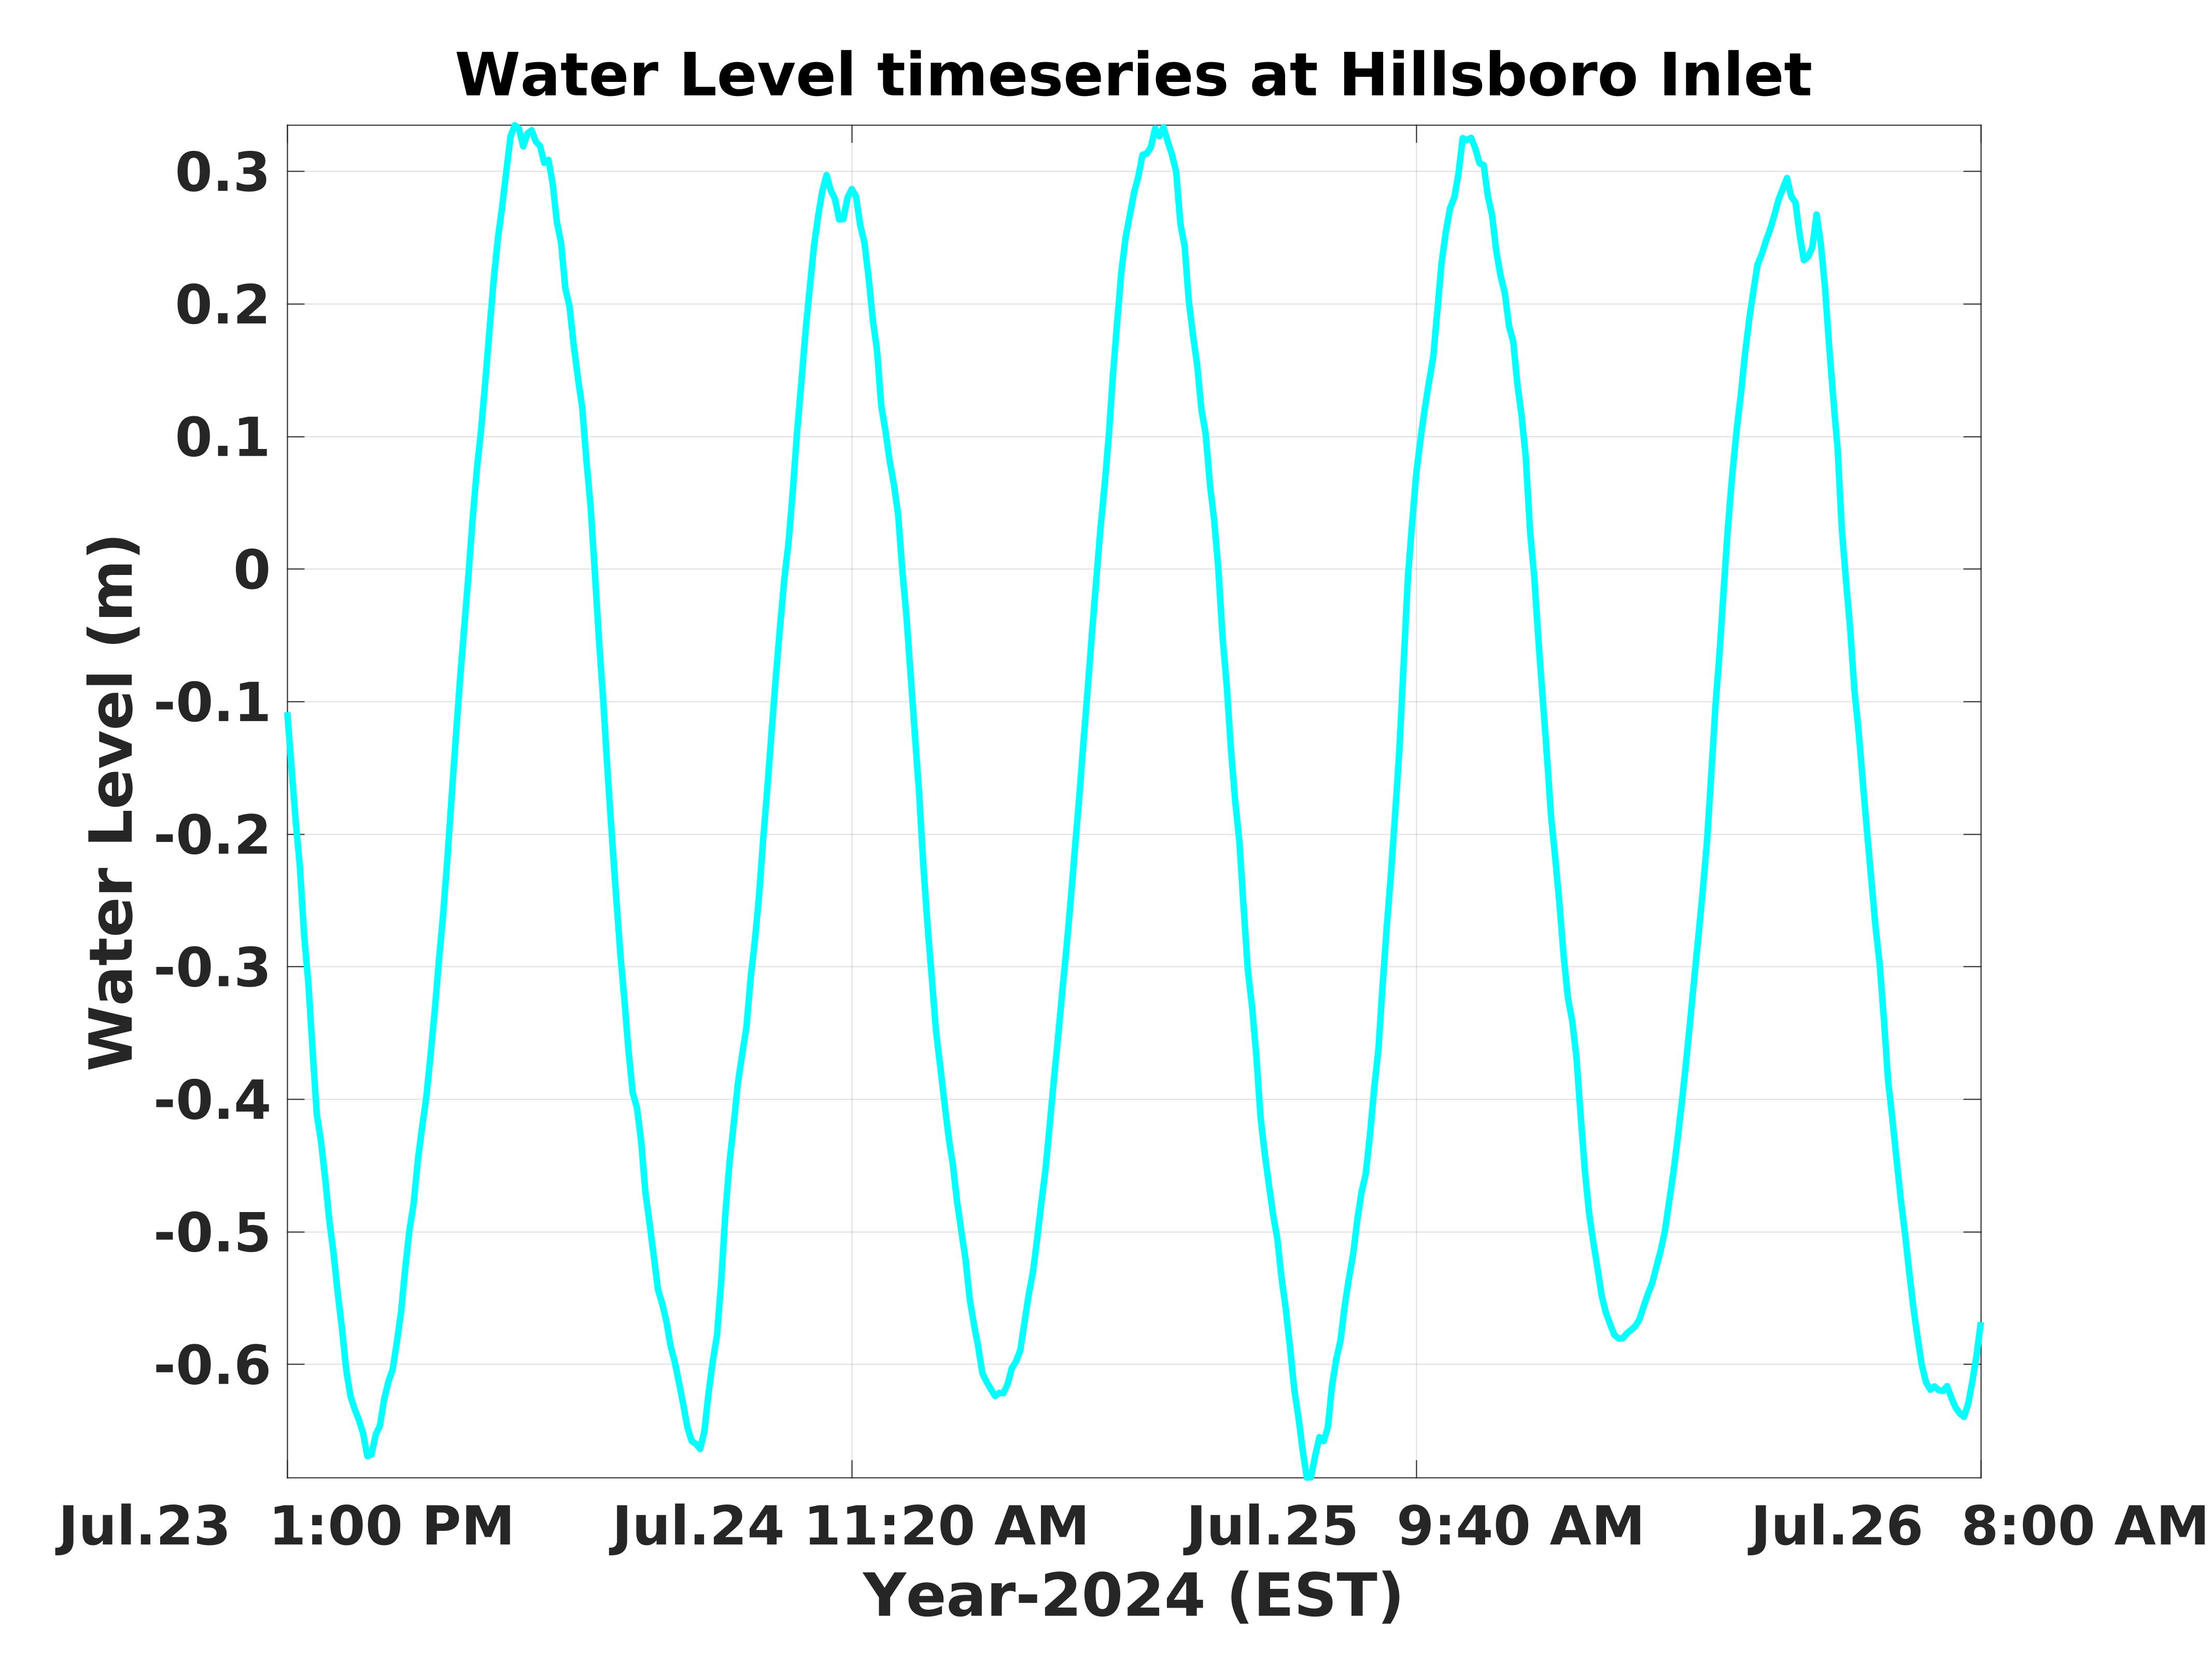 Water Level timeseries at Hillsboro Inlet
0.3
0.2
0.1
0
-0.1
-0.2
-0.3
-0.4
-0.5
-0.6
Water Level (m)
Jul.23 1:00 PM Jul.24 11:20 AM Jul.25 9:40 AM Jul.26 8:00 AM
Year-2024 (EST)